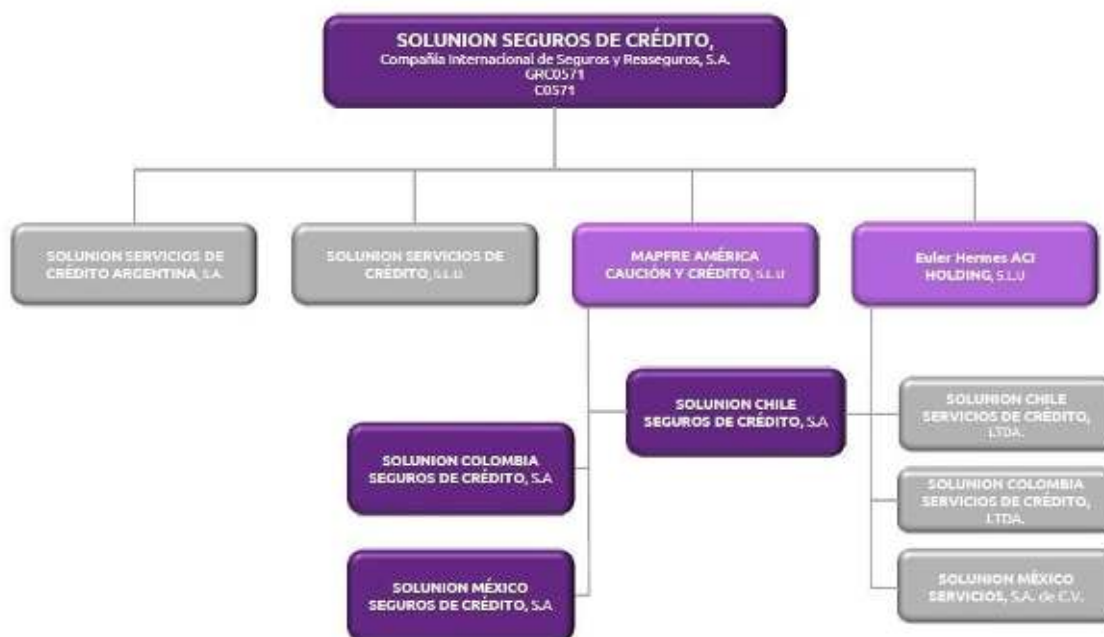 SOLUNION SEGUROS DE CRÉDITO,
Compañía Internacional de Seguros y Reaseguros, S.A.
GRC0571
C0571
SOLUNION SERVICIOS DE
CRÉDITO ARGENTINA, S.A.
SOLUNION SERVICIOS DE
CRÉDITO, S.L.U.
MAPFRE AMÉRICA
CAUCIÓN Y CRÉDITO, S.L.U
Euler Hermes ACI
HOLDING, S.L.U
SOLUNION CHILE
SEGUROS DE CRÉDITO, S.A
SOLUNION CHILE
SERVICIOS DE CRÉDITO,
LTDA.
SOLUNION COLOMBIA
SEGUROS DE CRÉDITO, S.A
SOLUNION COLOMBIA
SERVICIOS DE CRÉDITO,
LTDA.
SOLUNION MÉXICO
SEGUROS DE CRÉDITO, S.A
SOLUNION MÉXICO
SERVICIOS, S.A. de C.V.